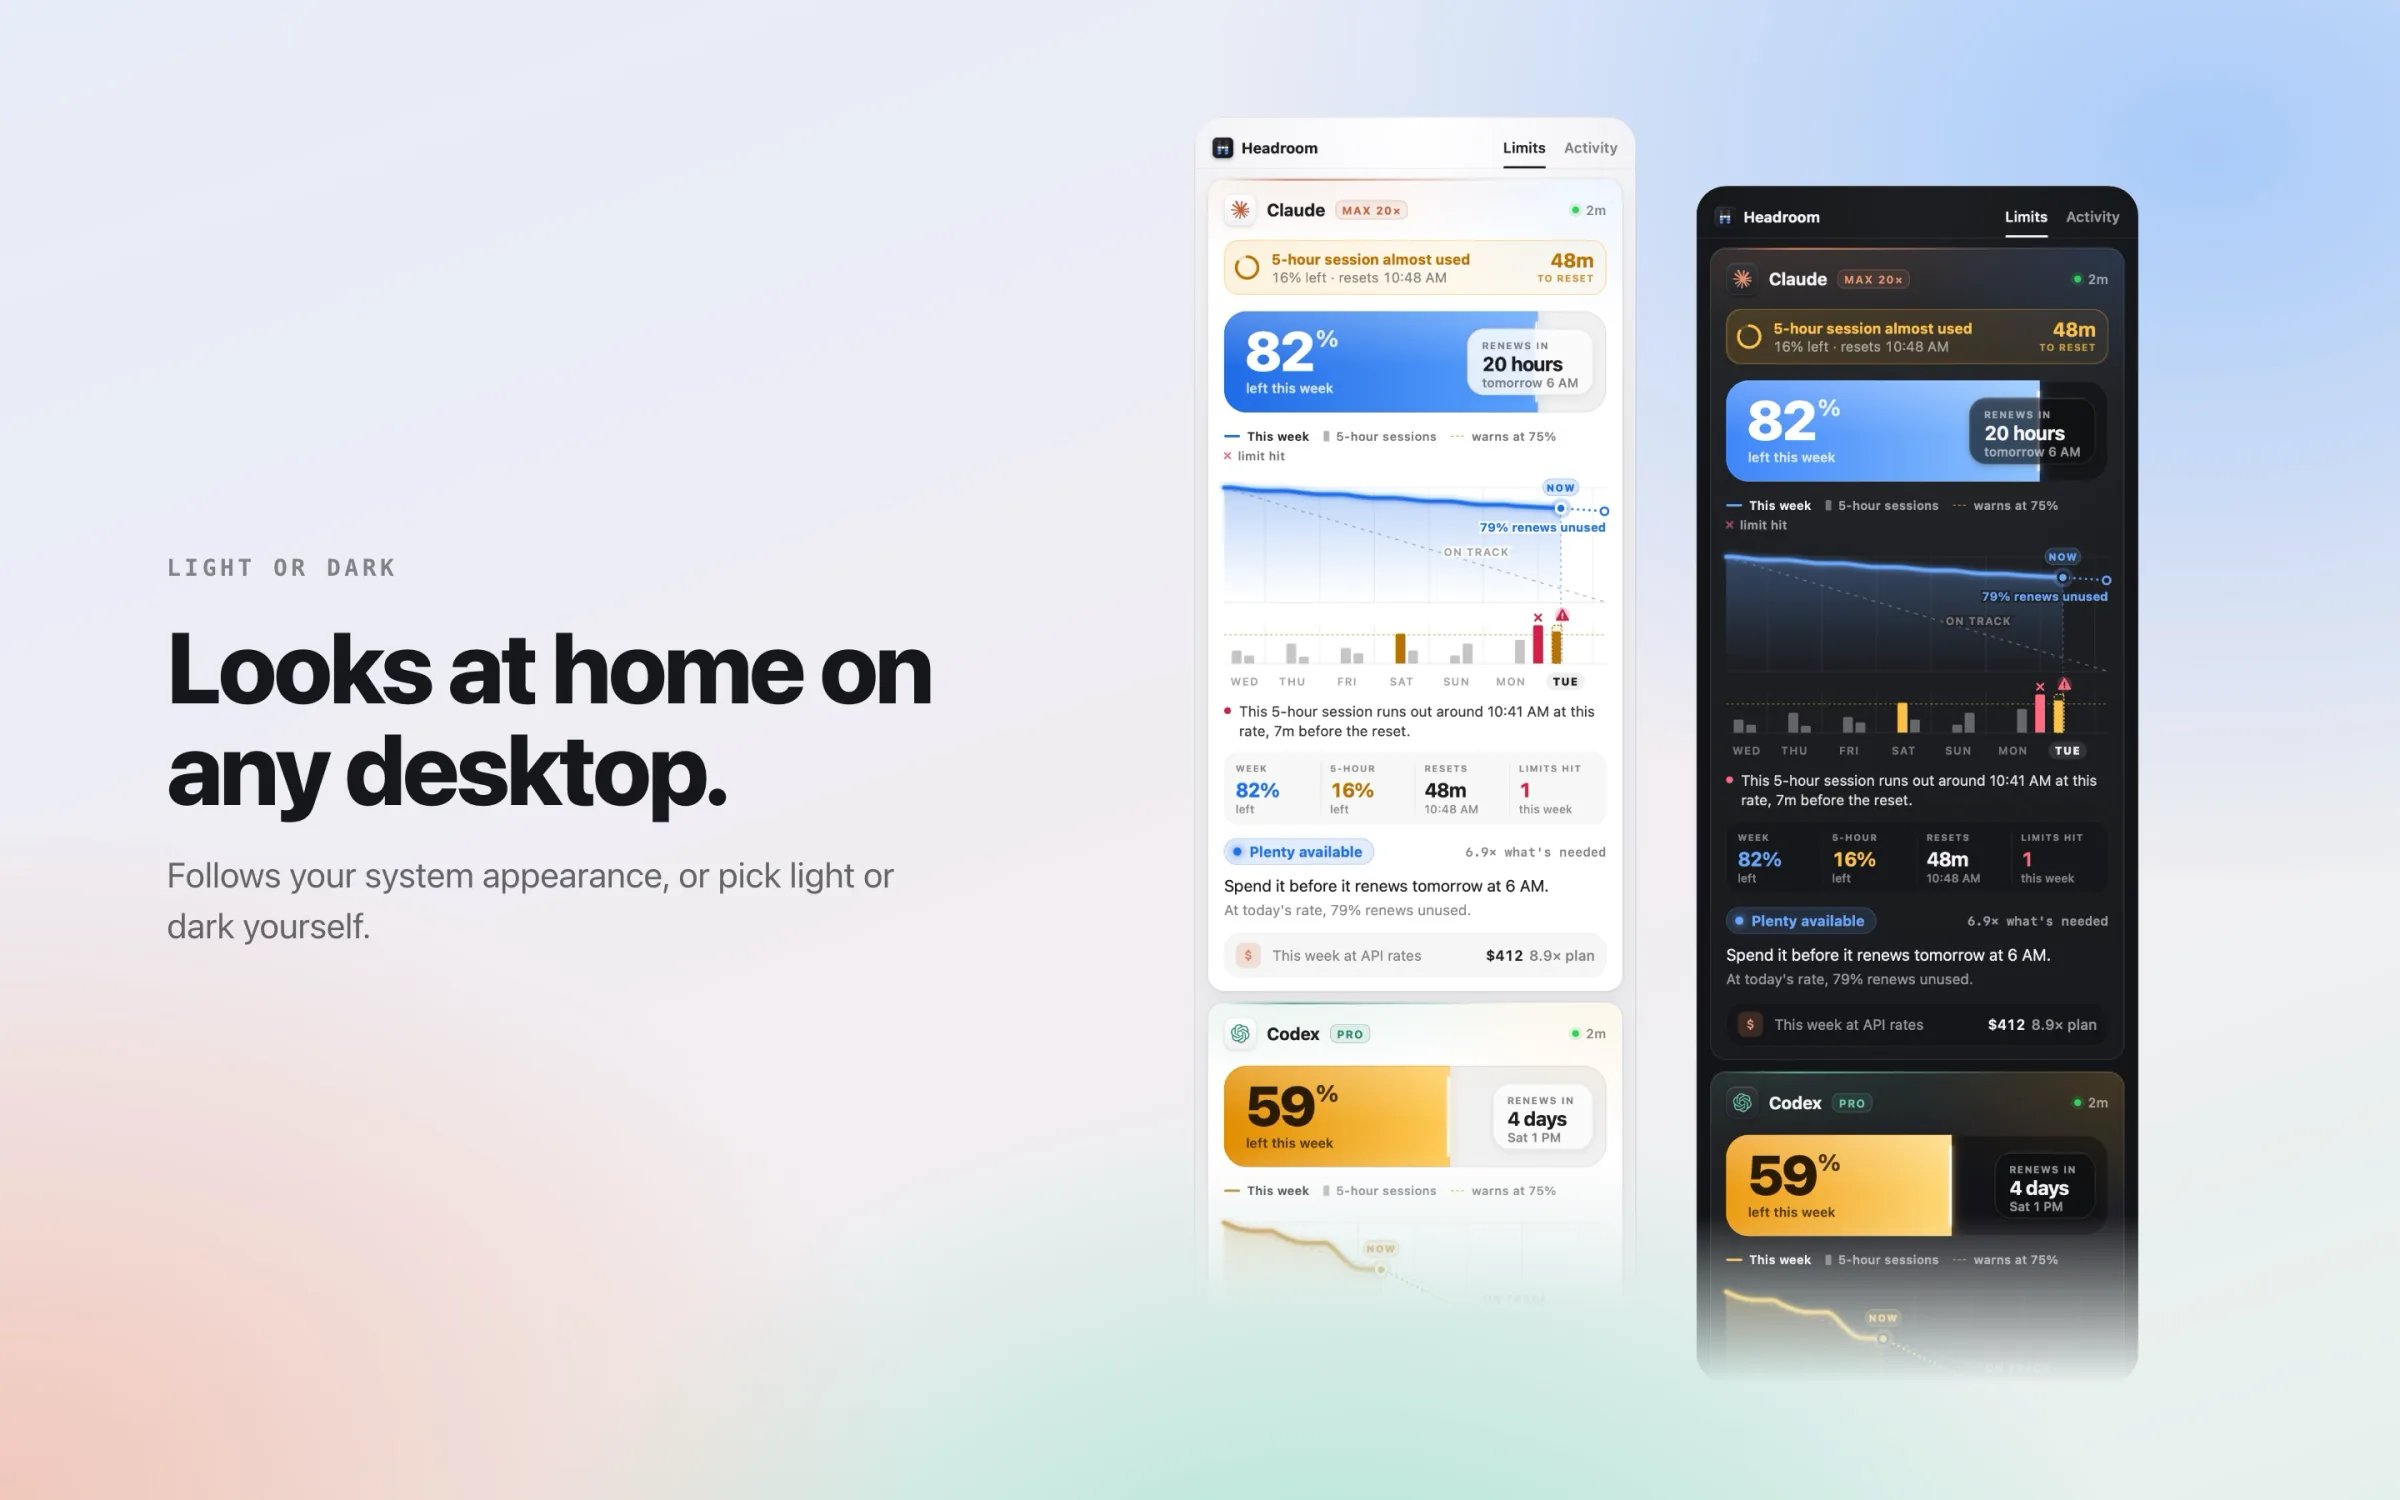 LIGHT OR DARK
Looks at home on
any desktop.
Follows your system appearance, or pick light or
dark yourself.
Headroom
Limits Activity
Claude MAX 20× 2m
5-hour session almost used
16% left · resets 10:48 AM
48m
TO RESET
82%
left this week
RENEWS IN
20 hours
tomorrow 6 AM
This week 5-hour sessions warns at 75%
× limit hit
NOW
79% renews unused
ON TRACK
WED THU FRI SAT SUN MON TUE
This 5-hour session runs out around 10:41 AM at this
rate, 7m before the reset.
WEEK 5-HOUR RESETS LIMITS HIT
82% 16% 48m 1
left left 10:48 AM this week
Plenty available 6.9× what's needed
Spend it before it renews tomorrow at 6 AM.
At today's rate, 79% renews unused.
$ This week at API rates $412 8.9× plan
Codex PRO 2m
59%
left this week
RENEWS IN
4 days
Sat 1 PM
This week 5-hour sessions warns at 75%
NOW
Headroom
Limits Activity
Claude MAX 20× 2m
5-hour session almost used
16% left · resets 10:48 AM
48m
TO RESET
82%
left this week
RENEWS IN
20 hours
tomorrow 6 AM
This week 5-hour sessions warns at 75%
× limit hit
NOW
79% renews unused
ON TRACK
WED THU FRI SAT SUN MON TUE
This 5-hour session runs out around 10:41 AM at this
rate, 7m before the reset.
WEEK 5-HOUR RESETS LIMITS HIT
82% 16% 48m 1
left left 10:48 AM this week
Plenty available 6.9× what's needed
Spend it before it renews tomorrow at 6 AM.
At today's rate, 79% renews unused.
$ This week at API rates $412 8.9× plan
Codex PRO 2m
59%
left this week
RENEWS IN
4 days
Sat 1 PM
This week 5-hour sessions warns at 75%
NOW